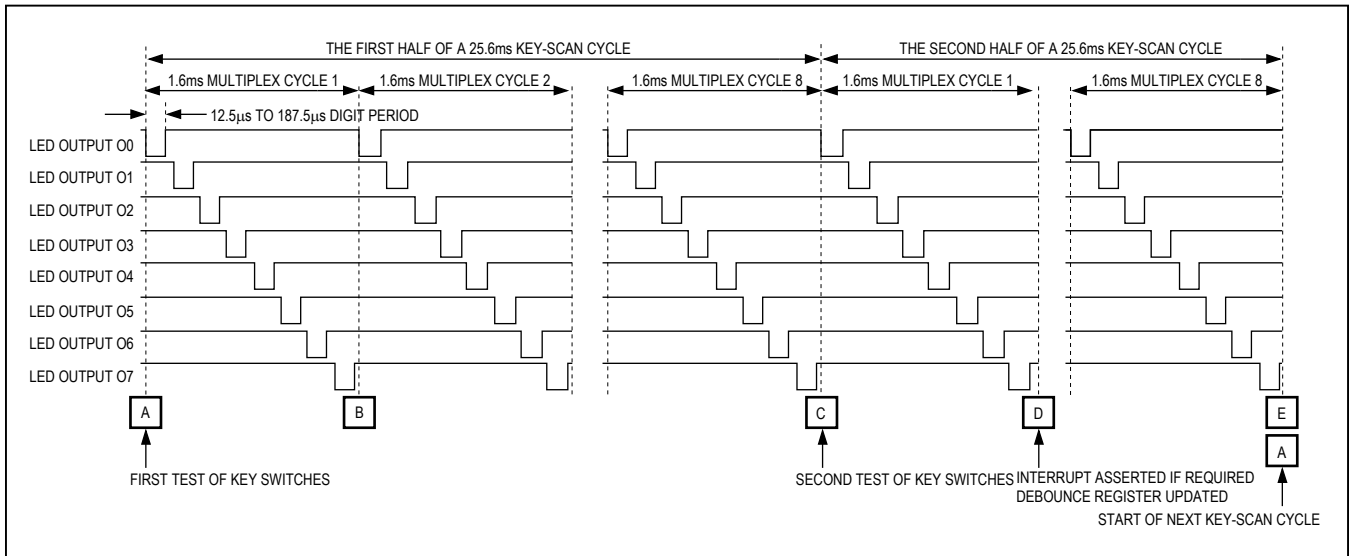 THE FIRST HALF OF A 25.6ms KEY-SCAN CYCLE
THE SECOND HALF OF A 25.6ms KEY-SCAN CYCLE
1.6ms MULTIPLEX CYCLE 1
1.6ms MULTIPLEX CYCLE 2
1.6ms MULTIPLEX CYCLE 8
1.6ms MULTIPLEX CYCLE 1
1.6ms MULTIPLEX CYCLE 8
12.5µs TO 187.5µs DIGIT PERIOD
LED OUTPUT O0
LED OUTPUT O1
LED OUTPUT O2
LED OUTPUT O3
LED OUTPUT O4
LED OUTPUT O5
LED OUTPUT O6
LED OUTPUT O7
A
B
C
D
E
A
FIRST TEST OF KEY SWITCHES
SECOND TEST OF KEY SWITCHES
INTERRUPT ASSERTED IF REQUIRED
DEBOUNCE REGISTER UPDATED
START OF NEXT KEY-SCAN CYCLE